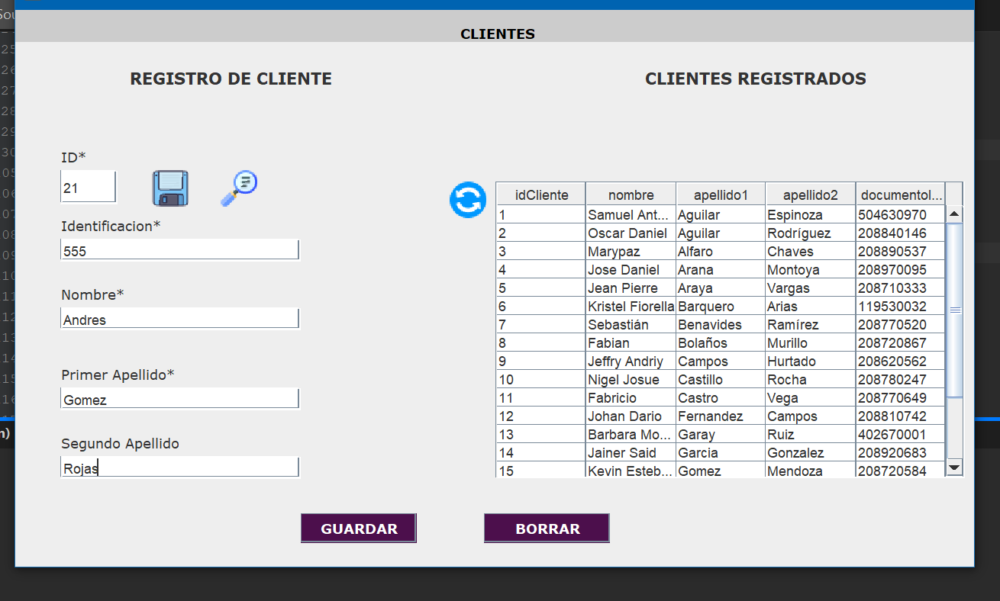 Sou
CLIENTES
REGISTRO DE CLIENTE
CLIENTES REGISTRADOS
ID*
21
Identificacion*
555
Nombre*
Andres
Primer Apellido*
Gomez
Segundo Apellido
Rojas
idCliente nombre apellido1 apellido2 documentoI...
1 Samuel Ant... Aguilar Espinoza 504630970
2 Oscar Daniel Aguilar Rodríguez 208840146
3 Marypaz Alfaro Chaves 208890537
4 Jose Daniel Arana Montoya 208970095
5 Jean Pierre Araya Vargas 208710333
6 Kristel Fiorella Barquero Arias 119530032
7 Sebastián Benavides Ramírez 208770520
8 Fabian Bolaños Murillo 208720867
9 Jeffry Andriy Campos Hurtado 208620562
10 Nigel Josue Castillo Rocha 208780247
11 Fabricio Castro Vega 208770649
12 Johan Dario Fernandez Campos 208810742
13 Barbara Mo... Garay Ruiz 402670001
14 Jainer Said Garcia Gonzalez 208920683
15 Kevin Esteb... Gomez Mendoza 208720584
GUARDAR
BORRAR